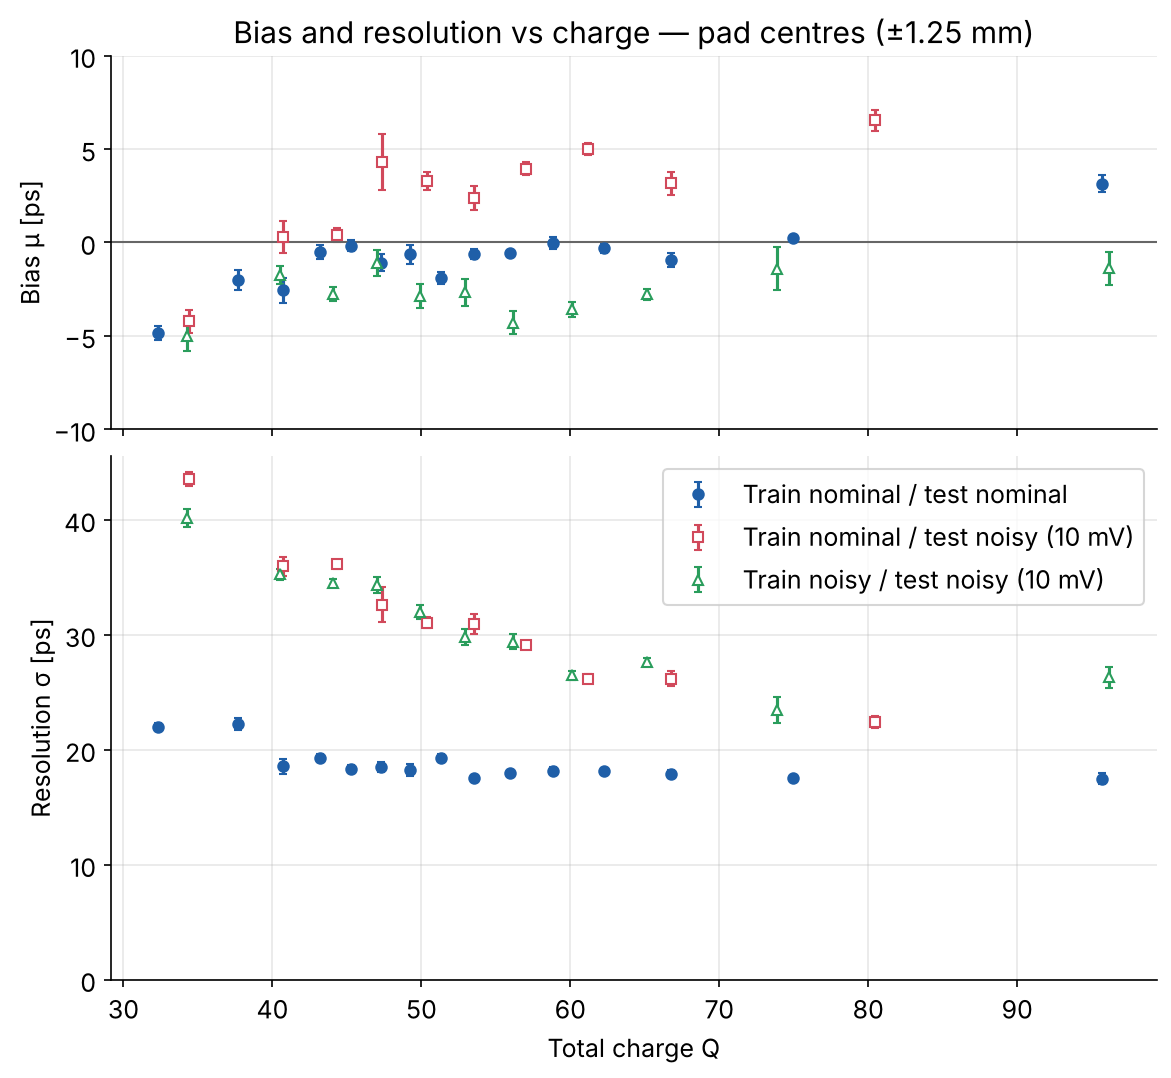 Bias and resolution vs charge — pad centres (±1.25 mm)
10
5
0
−5
−10
Bias μ [ps]
Train nominal / test nominal
Train nominal / test noisy (10 mV)
Train noisy / test noisy (10 mV)
40
30
20
10
0
Resolution σ [ps]
30 40 50 60 70 80 90
Total charge Q